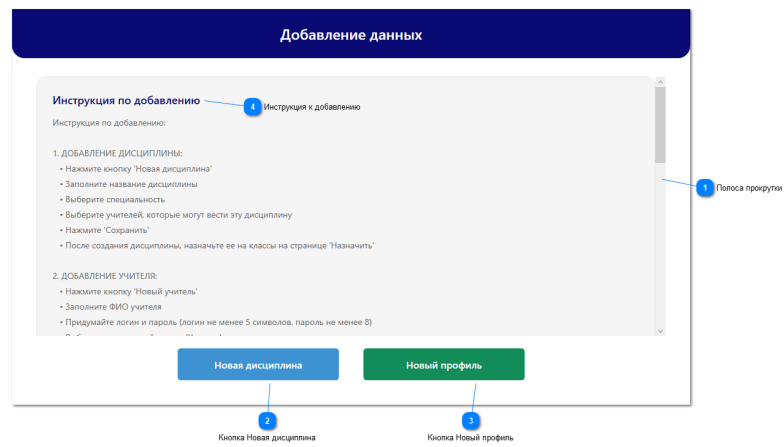 Добавление данных
Инструкция по добавлению
4 Инструкция к добавлению
Инструкция по добавлению:
1. ДОБАВЛЕНИЕ ДИСЦИПЛИНЫ:
• Нажмите кнопку 'Новая дисциплина'
• Заполните название дисциплины
• Выберите специальность
1 Полоса прокрутки
• Выберите учителей, которые могут вести эту дисциплину
• Нажмите 'Сохранить'
• После создания дисциплины, назначьте ее на классы на странице 'Назначить'
2. ДОБАВЛЕНИЕ УЧИТЕЛЯ:
• Нажмите кнопку 'Новый учитель'
• Заполните ФИО учителя
• Придумайте логин и пароль (логин не менее 5 символов, пароль не менее 8)
Новая дисциплина
Новый профиль
2
3
Кнопка Новая дисциплина
Кнопка Новый профиль